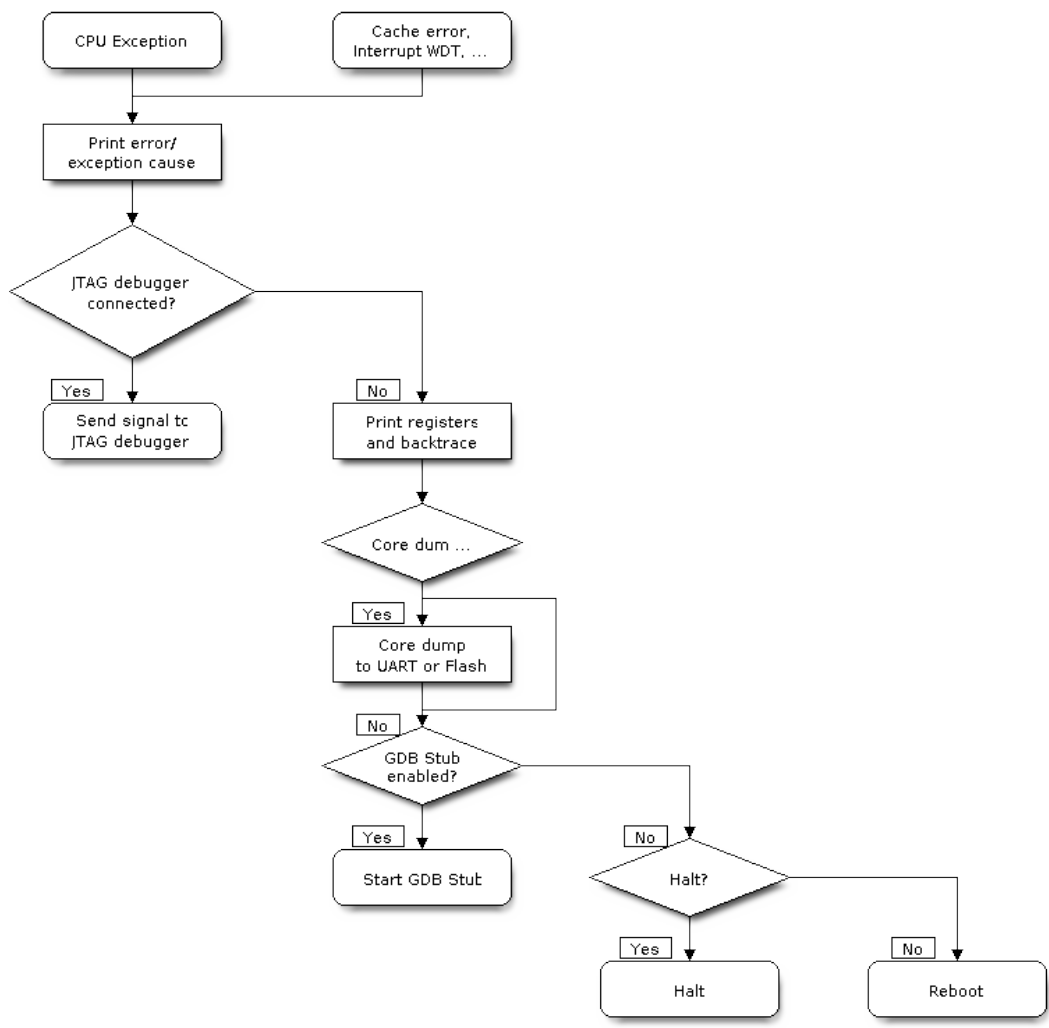 CPU Exception
Cache error,
Interrupt WDT, ...
Print error/
exception cause
JTAG debugger
connected?
Yes
Send signal to
JTAG debugger
No
Print registers
and backtrace
Core dum ...
Yes
Core dump
to UART or Flash
No
GDB Stub
enabled?
Yes
Start GDB Stub
No
Halt?
Yes
Halt
No
Reboot